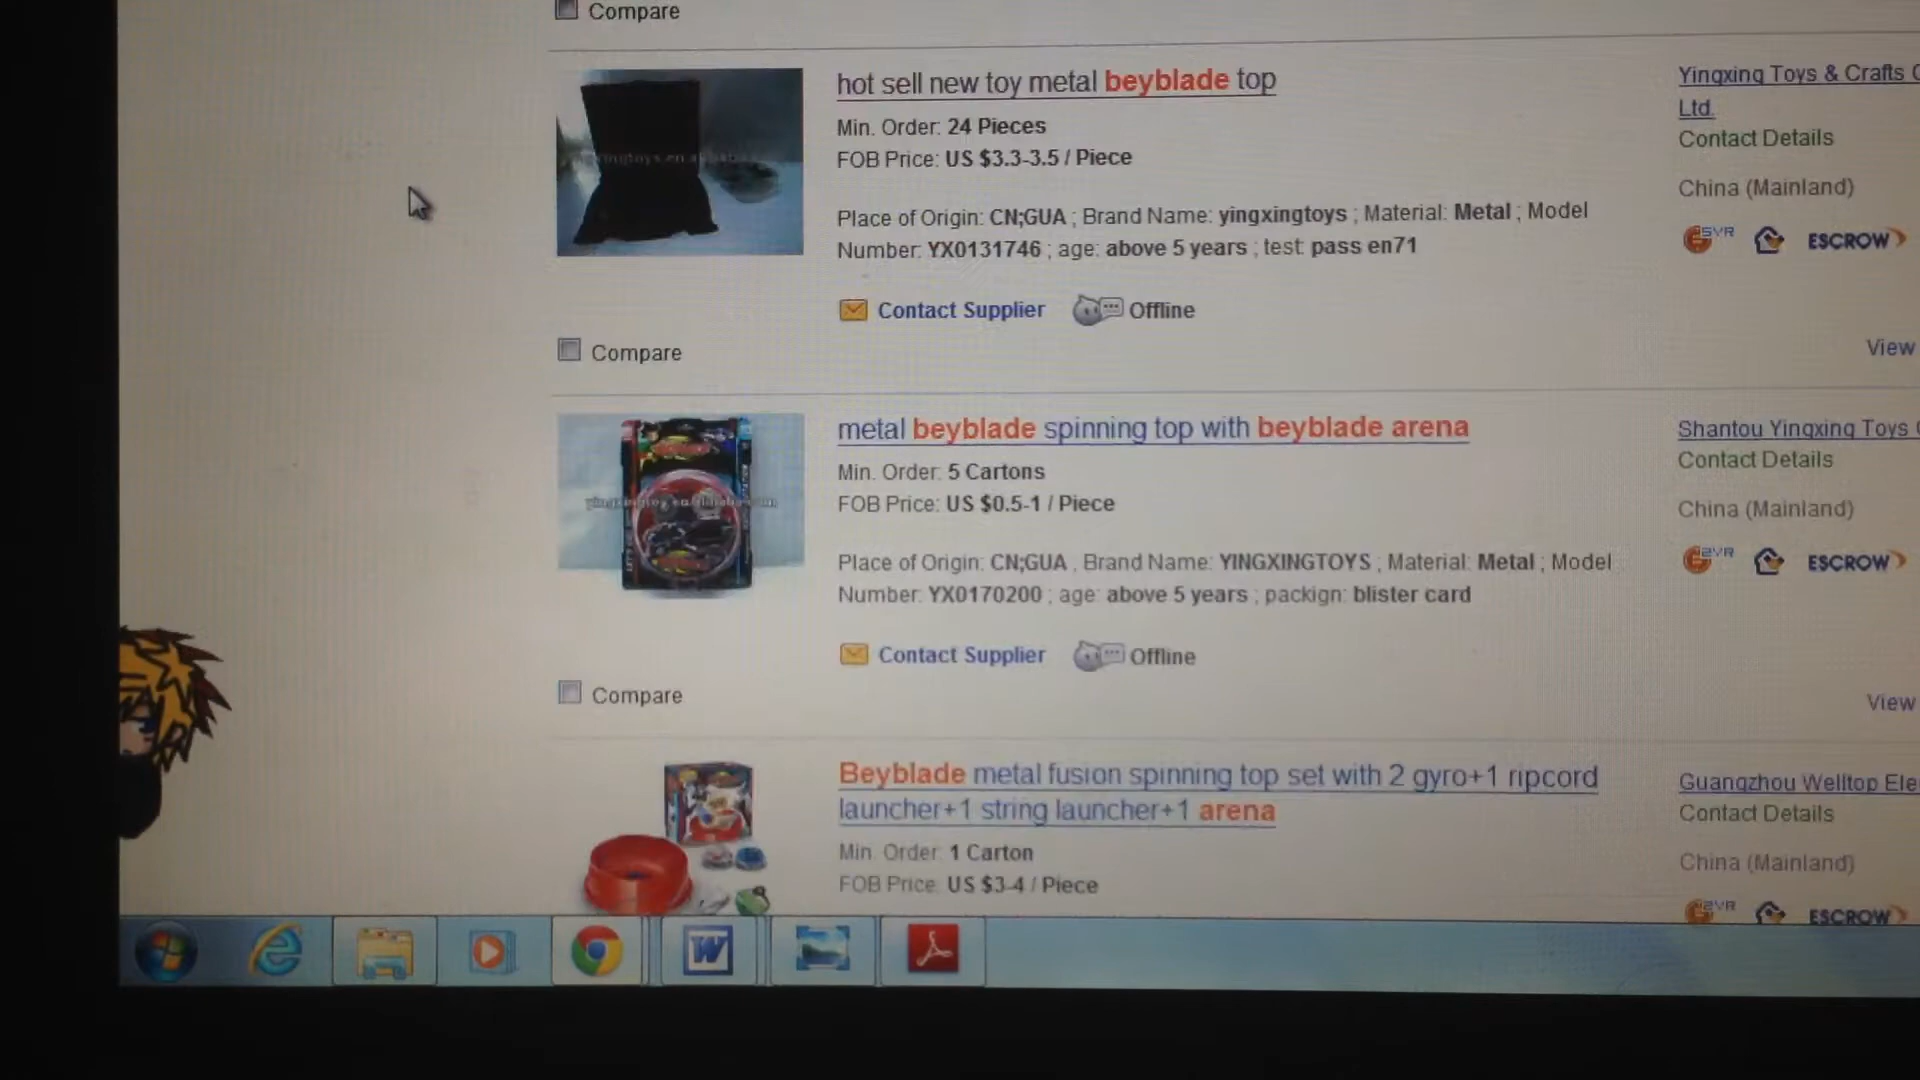 Compare
hot sell new toy metal beyblade top
Min. Order: 24 Pieces
FOB Price: US $3.3-3.5 / Piece
Place of Origin: CN;GUA ; Brand Name: yingxingtoys ; Material: Metal ; Model
Number: YX0131746 ; age: above 5 years ; test: pass en71
Contact Supplier Offline
Compare
Yingxing Toys & Crafts C
Ltd.
Contact Details
China (Mainland)
5YR ESCROW
View
metal beyblade spinning top with beyblade arena
Min. Order: 5 Cartons
FOB Price: US $0.5-1 / Piece
Place of Origin: CN;GUA ; Brand Name: YINGXINGTOYS ; Material: Metal ; Model
Number: YX0170200 ; age: above 5 years ; packign: blister card
Contact Supplier Offline
Compare
Shantou Yingxing Toys
Contact Details
China (Mainland)
2YR ESCROW
View
Beyblade metal fusion spinning top set with 2 gyro+1 ripcord
launcher+1 string launcher+1 arena
Min. Order: 1 Carton
FOB Price: US $3-4 / Piece
Guangzhou Welltop Ele
Contact Details
China (Mainland)
2YR ESCROW
W